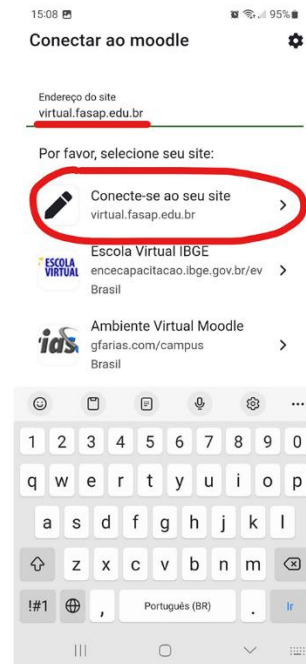 15:08
95%
Conectar ao moodle
Endereço do site
virtual.fasap.edu.br
Por favor, selecione seu site:
Conecte-se ao seu site
virtual.fasap.edu.br
ESCOLA
VIRTUAL
Escola Virtual IBGE
encecapacitacao.ibge.gov.br/ev
Brasil
ias
Ambiente Virtual Moodle
gfarias.com/campus
Brasil
1 2 3 4 5 6 7 8 9 0
q w e r t y u i o p
a s d f g h j k l
z x c v b n m
!#1 , Português (BR) . Ir